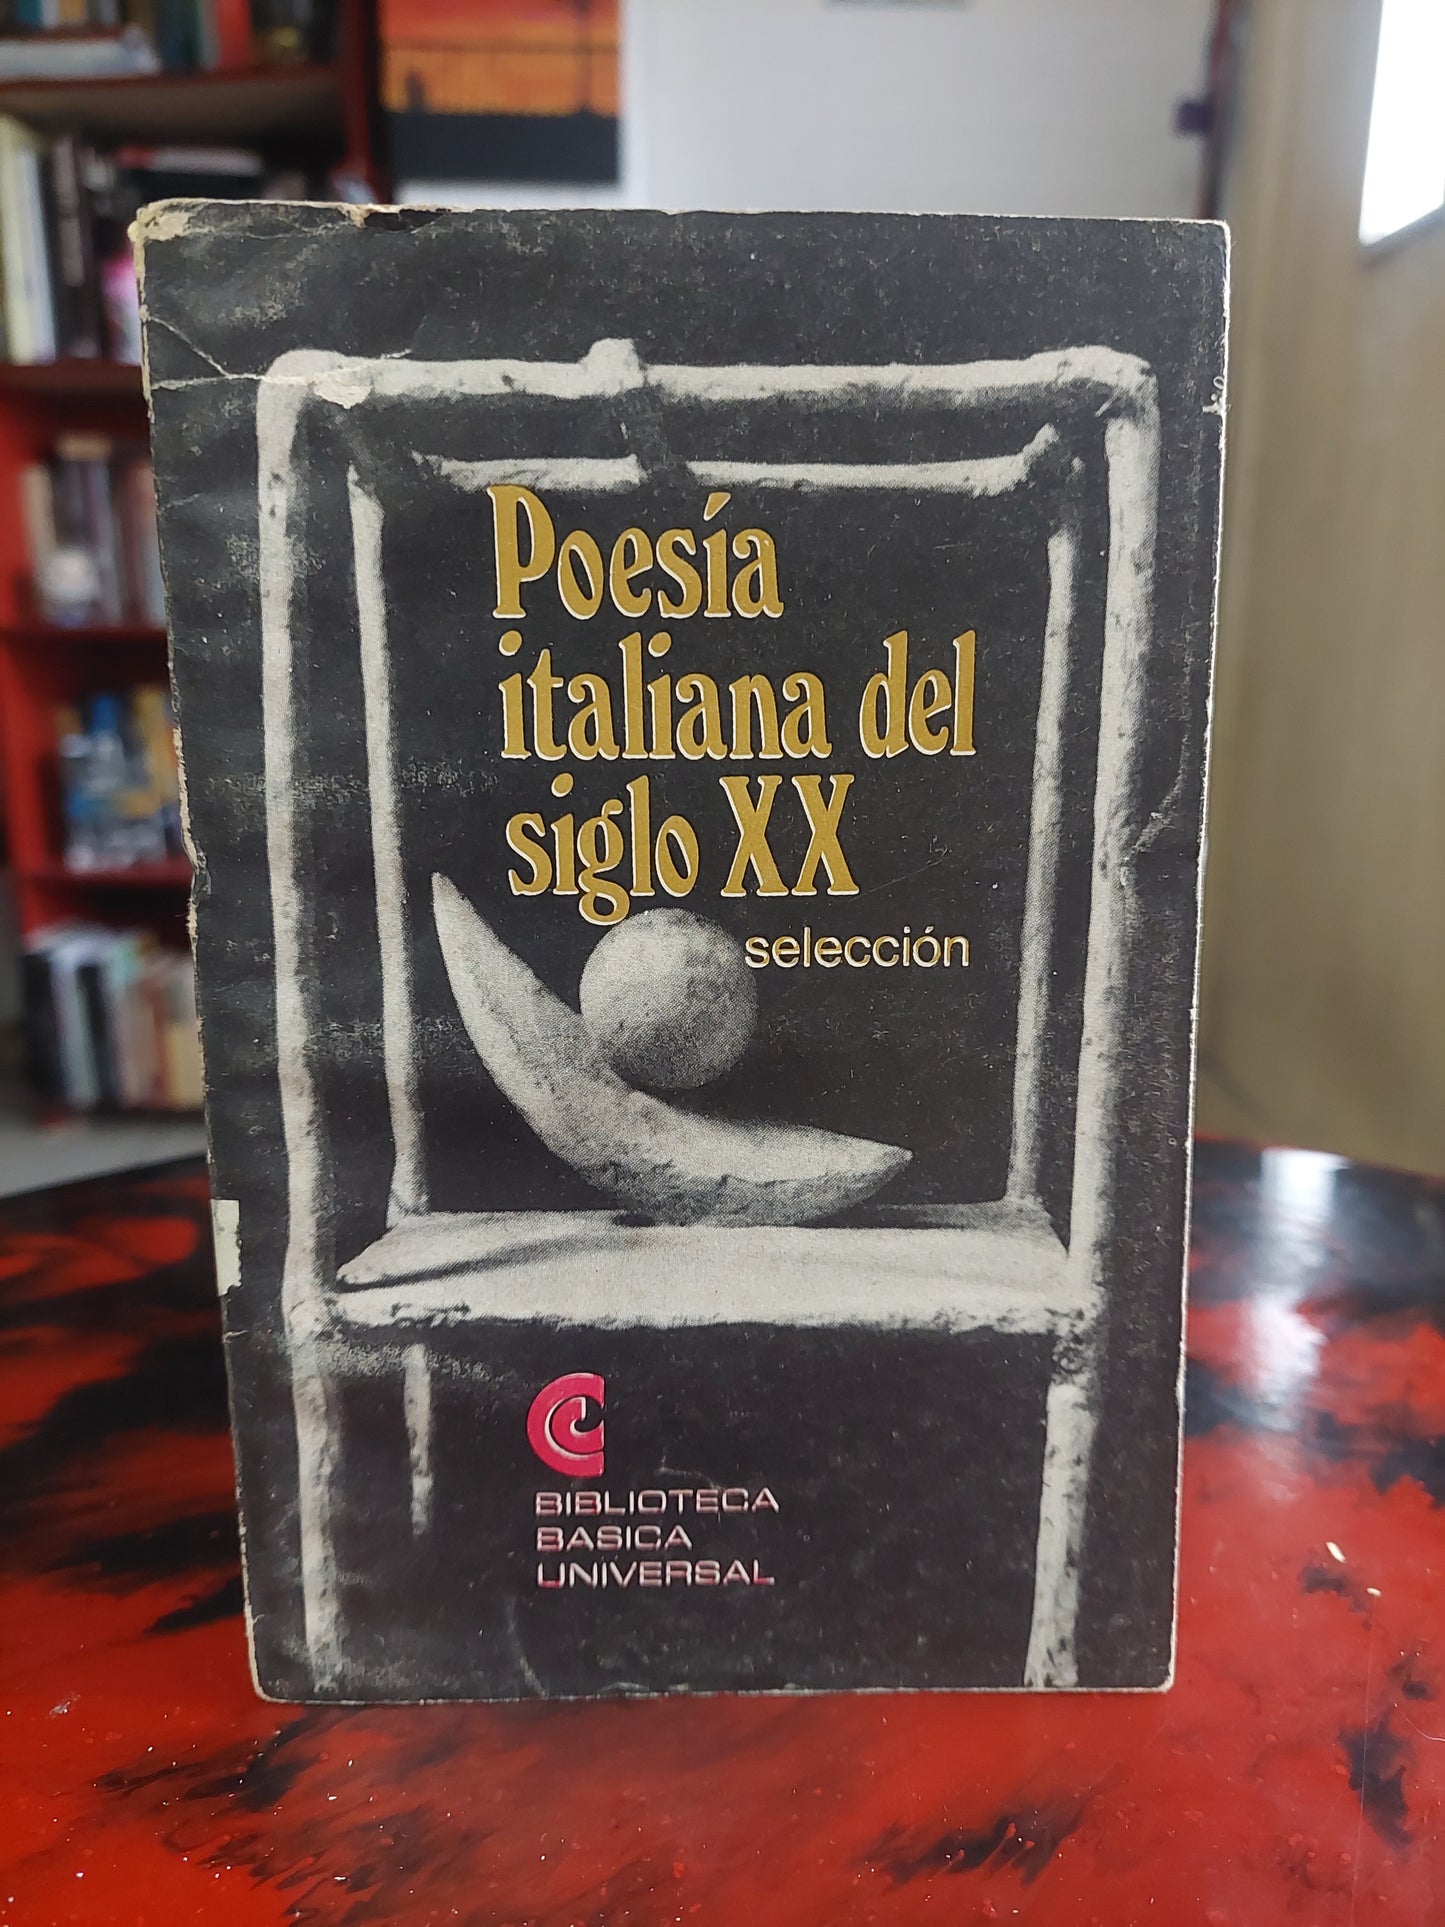 Poesía
italiana del
siglo XX
selección
BIBLIOTECA
BASICA
UNIVERSAL